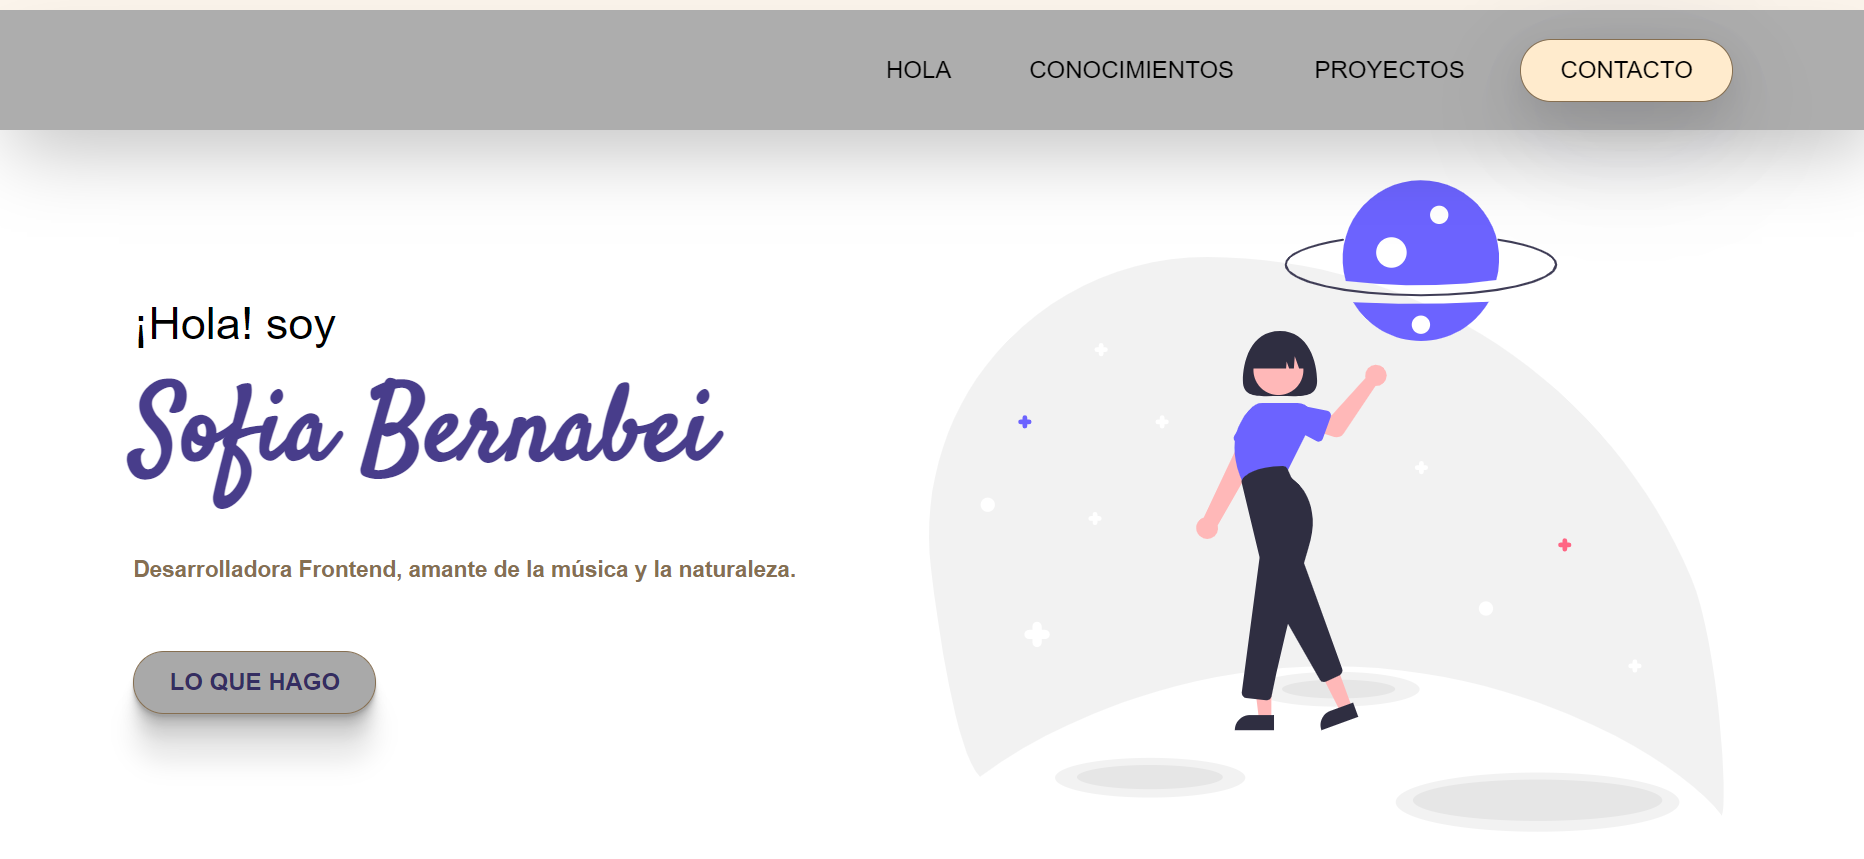 HOLA CONOCIMIENTOS PROYECTOS CONTACTO
¡Hola! soy
Sofia Bernabei
Desarrolladora Frontend, amante de la música y la naturaleza.
LO QUE HAGO